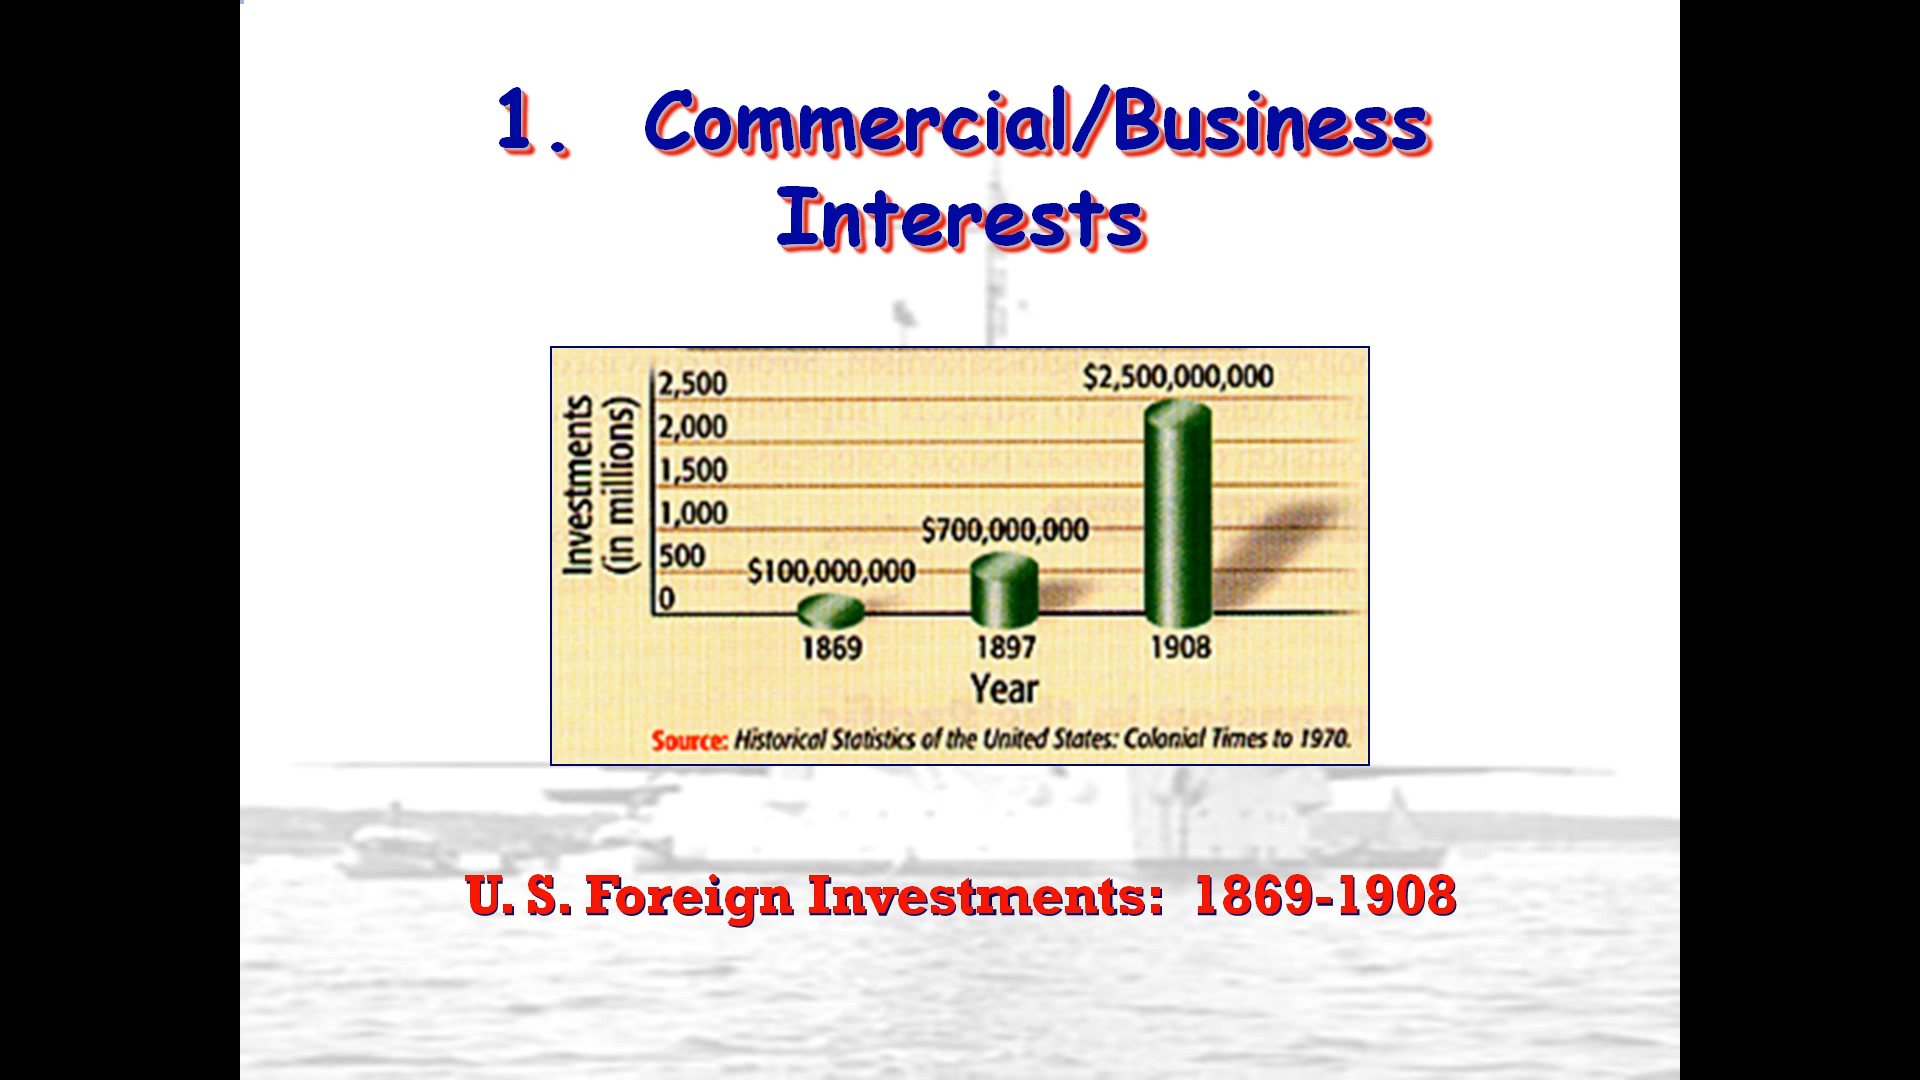 1. Commercial/Business
Interests
Investments
(in millions)
2,500
2,000
1,500
1,000
500
0
$100,000,000
$700,000,000
$2,500,000,000
1869
1897
1908
Year
Source: Historical Statistics of the United States: Colonial Times to 1970.
U. S. Foreign Investments: 1869-1908